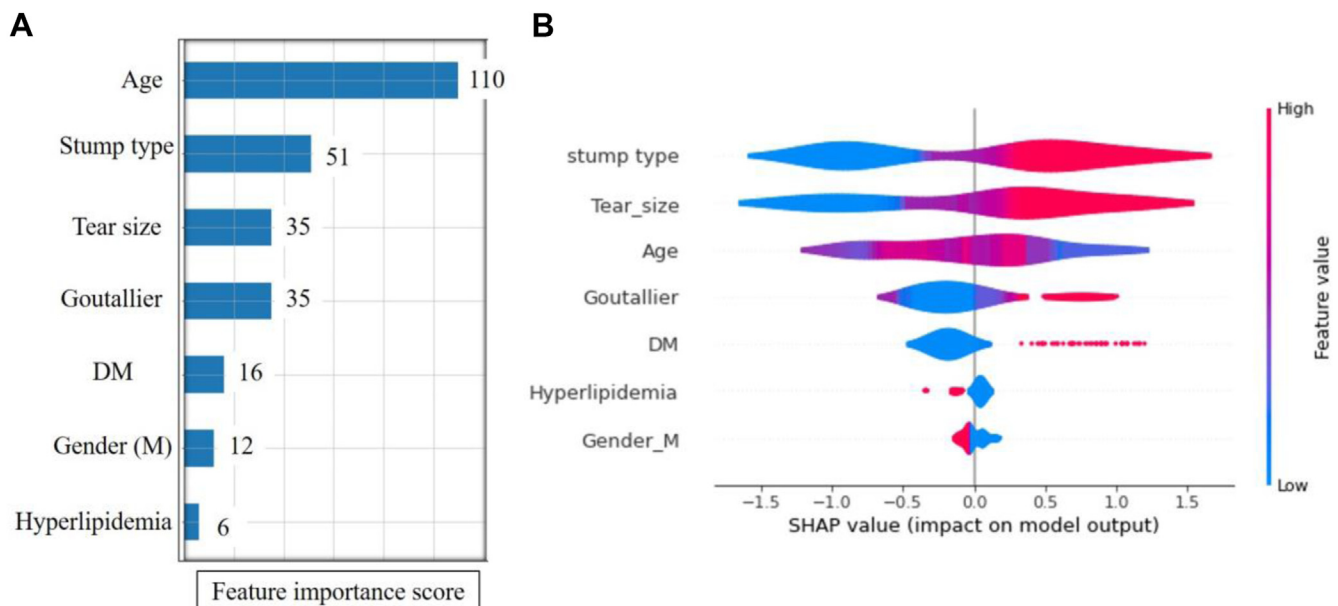 A
Age
110
Stump type
51
Tear size
35
Goutallier
35
DM
16
Gender (M)
12
Hyperlipidemia
6
Feature importance score
B
High
stump type
Tear_size
Age
Goutallier
DM
Hyperlipidemia
Gender_M
Low
Feature value
−1.5 −1.0 −0.5 0.0 0.5 1.0 1.5
SHAP value (impact on model output)